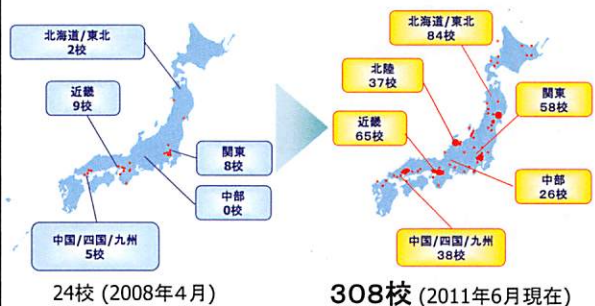 北海道/東北
2校
近畿
9校
関東
8校
中部
0校
中国/四国/九州
5校
24校 (2008年4月)
北海道/東北
84校
北陸
37校
関東
58校
近畿
65校
中部
26校
中国/四国/九州
38校
308校 (2011年6月現在)